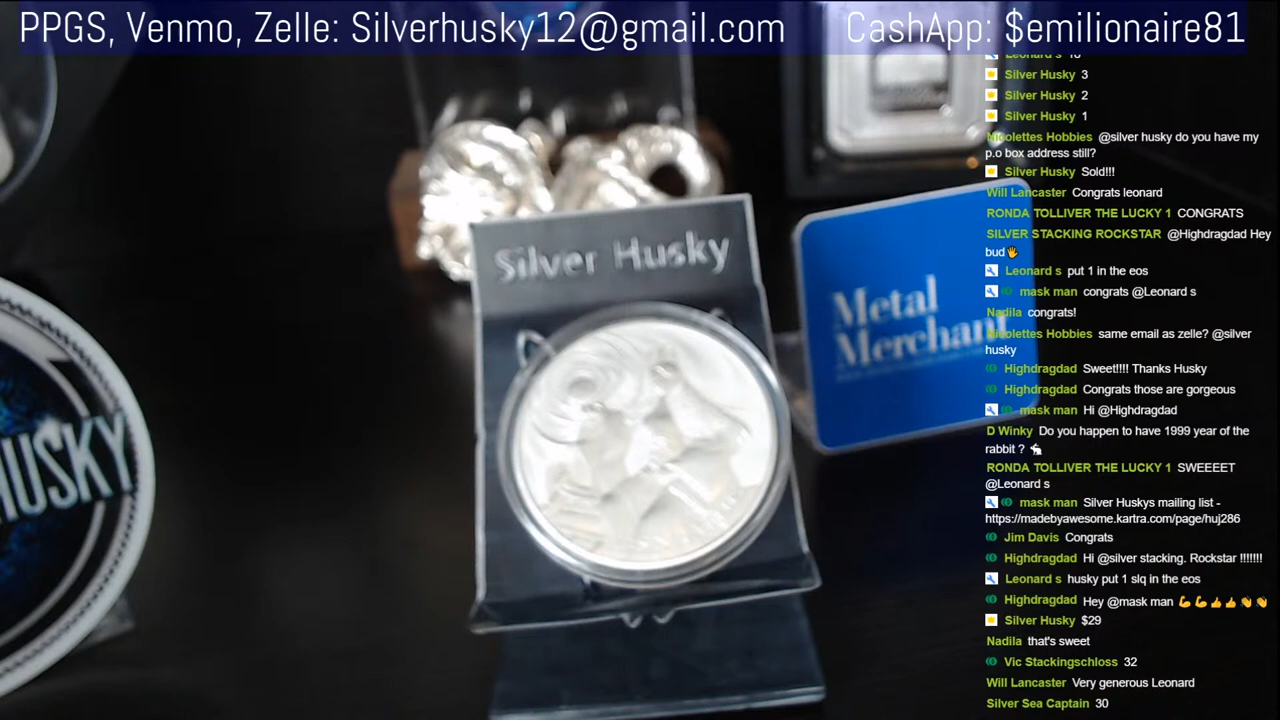 PPGS, Venmo, Zelle: Silverhusky12@gmail.com
CashApp: $emilionaire81
Silver Husky
Metal
Merchant
HUSKY
Leonard s 10
Silver Husky 3
Silver Husky 2
Silver Husky 1
Nicolettes Hobbies @silver husky do you have my
p.o box address still?
Silver Husky Sold!!!
Will Lancaster Congrats leonard
RONDA TOLLIVER THE LUCKY 1 CONGRATS
SILVER STACKING ROCKSTAR @Highdragdad Hey
bud👋
Leonard s put 1 in the eos
mask man congrats @Leonard s
Nadila congrats!
Nicolettes Hobbies same email as zelle? @silver
husky
Highdragdad Sweet!!!! Thanks Husky
Highdragdad Congrats those are gorgeous
mask man Hi @Highdragdad
D Winky Do you happen to have 1999 year of the
rabbit ? 🐇
RONDA TOLLIVER THE LUCKY 1 SWEEEET
@Leonard s
mask man Silver Huskys mailing list -
https://madebyawesome.kartra.com/page/huj286
Jim Davis Congrats
Highdragdad Hi @silver stacking. Rockstar !!!!!!!
Leonard s husky put 1 slq in the eos
Highdragdad Hey @mask man 💪💪👍👍👏👏
Silver Husky $29
Nadila that's sweet
Vic Stackingschloss 32
Will Lancaster Very generous Leonard
Silver Sea Captain 30